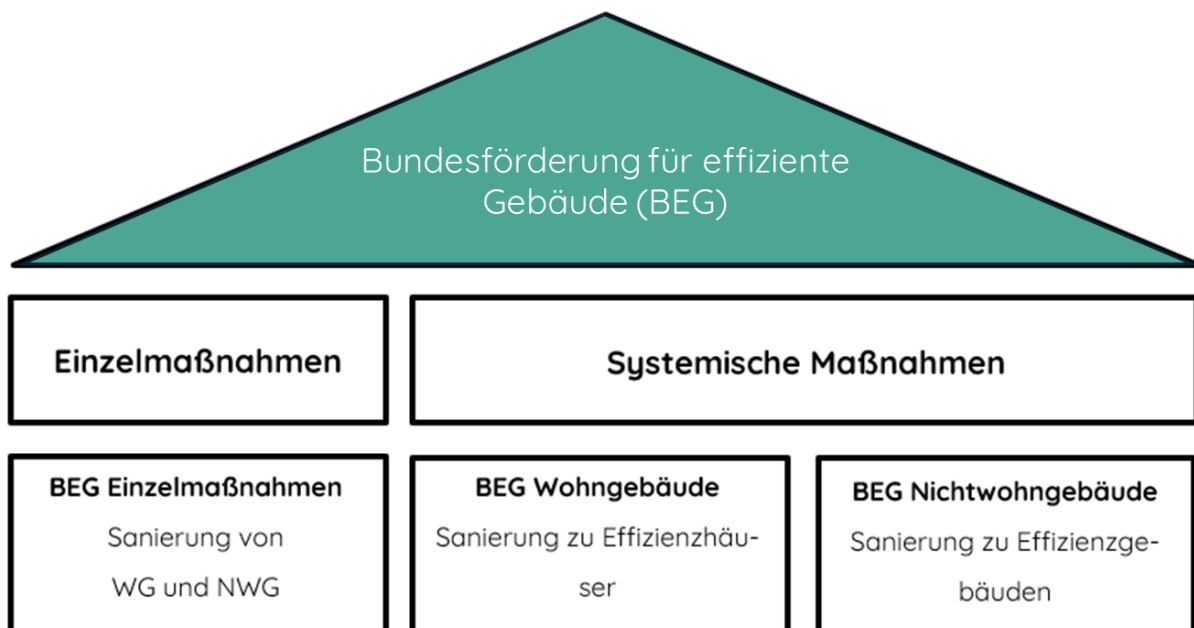 Bundesförderung für effiziente
Gebäude (BEG)
Einzelmaßnahmen
Systemische Maßnahmen
BEG Einzelmaßnahmen
Sanierung von
WG und NWG
BEG Wohngebäude
Sanierung zu Effizienzhäu-
ser
BEG Nichtwohngebäude
Sanierung zu Effizienzge-
bäuden